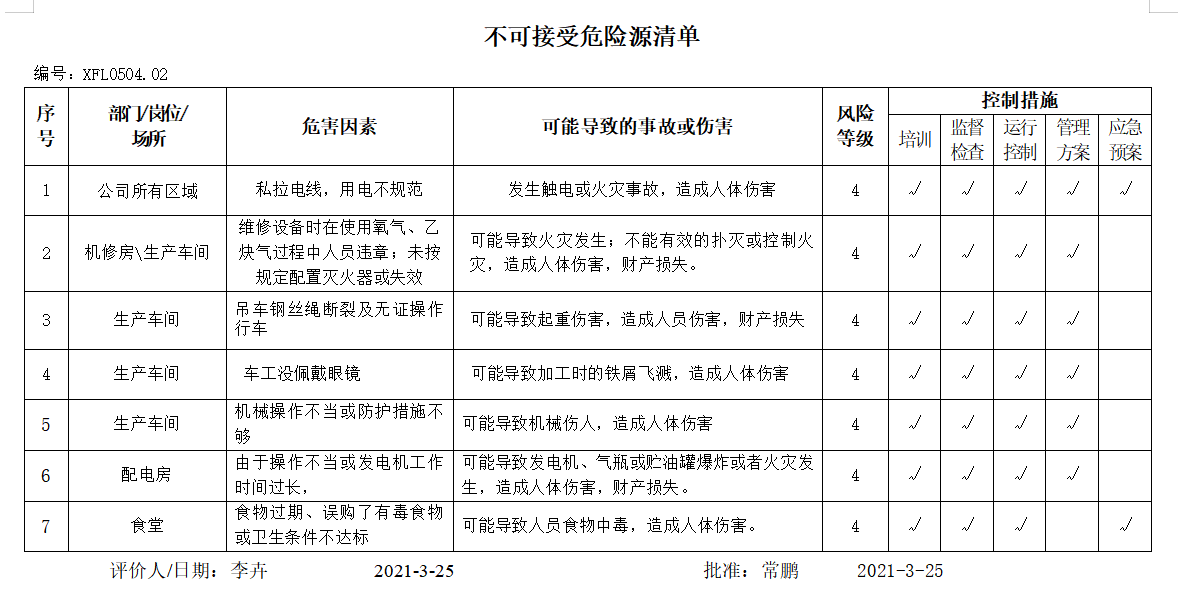 不可接受危险源清单
编号：XFL0504.02
序号 部门/岗位/场所 危害因素 可能导致的事故或伤害 风险等级 控制措施
培训 监督检查 运行控制 管理方案 应急预案
1 公司所有区域 私拉电线，用电不规范 发生触电或火灾事故，造成人体伤害 4 √ √ √ √ √
2 机修房\生产车间 维修设备时在使用氧气、乙炔气过程中人员违章；未按规定配置灭火器或失效 可能导致火灾发生；不能有效的扑灭或控制火灾，造成人体伤害，财产损失。 4 √ √ √ √
3 生产车间 吊车钢丝绳断裂及无证操作行车 可能导致起重伤害，造成人员伤害，财产损失 4 √ √ √ √
4 生产车间 车工没佩戴眼镜 可能导致加工时的铁屑飞溅，造成人体伤害 4 √ √ √ √
5 生产车间 机械操作不当或防护措施不够 可能导致机械伤人，造成人体伤害 4 √ √ √ √
6 配电房 由于操作不当或发电机工作时间过长， 可能导致发电机、气瓶或贮油罐爆炸或者火灾发生，造成人体伤害，财产损失。 4 √ √ √ √
7 食堂 食物过期、误购了有毒食物或卫生条件不达标 可能导致人员食物中毒，造成人体伤害。 4 √ √ √ √
评价人/日期：李卉 2021-3-25 批准：常鹏 2021-3-25